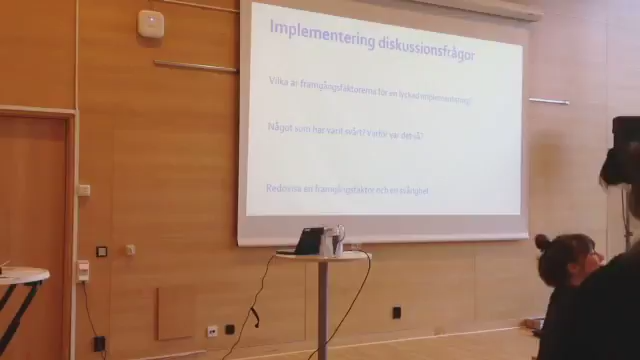 Implementering diskussionsfrågor
Vilka är framgångsfaktorerna för en lyckad implementering?
Något som har varit svårt? Varför var det så?
Redovisa en framgångsfaktor och en svårighet